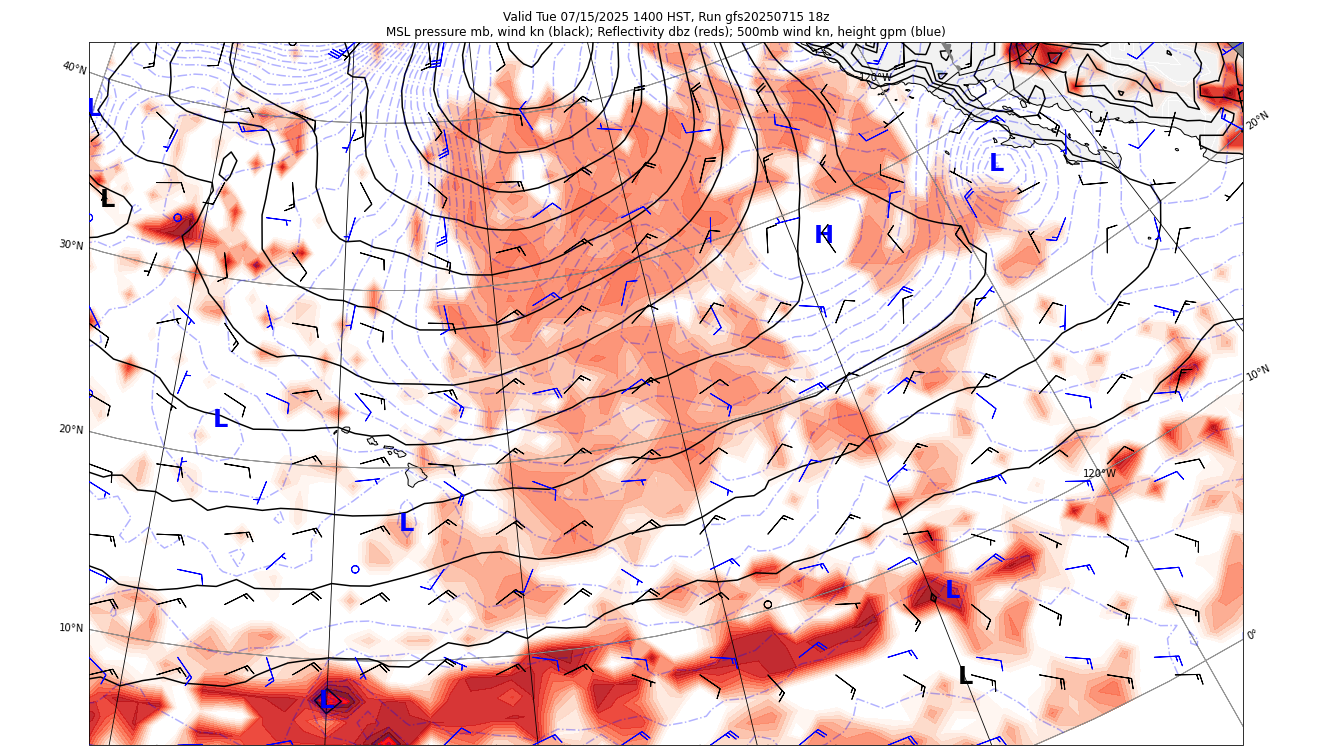 Valid Tue 07/15/2025 1400 HST, Run gfs20250715 18z
MSL pressure mb, wind kn (black); Reflectivity dbz (reds); 500mb wind kn, height gpm (blue)
40°N
120°W
20°N
L
L
L
H
30°N
10°N
L
20°N
120°W
L
L
10°N
0°
L
L